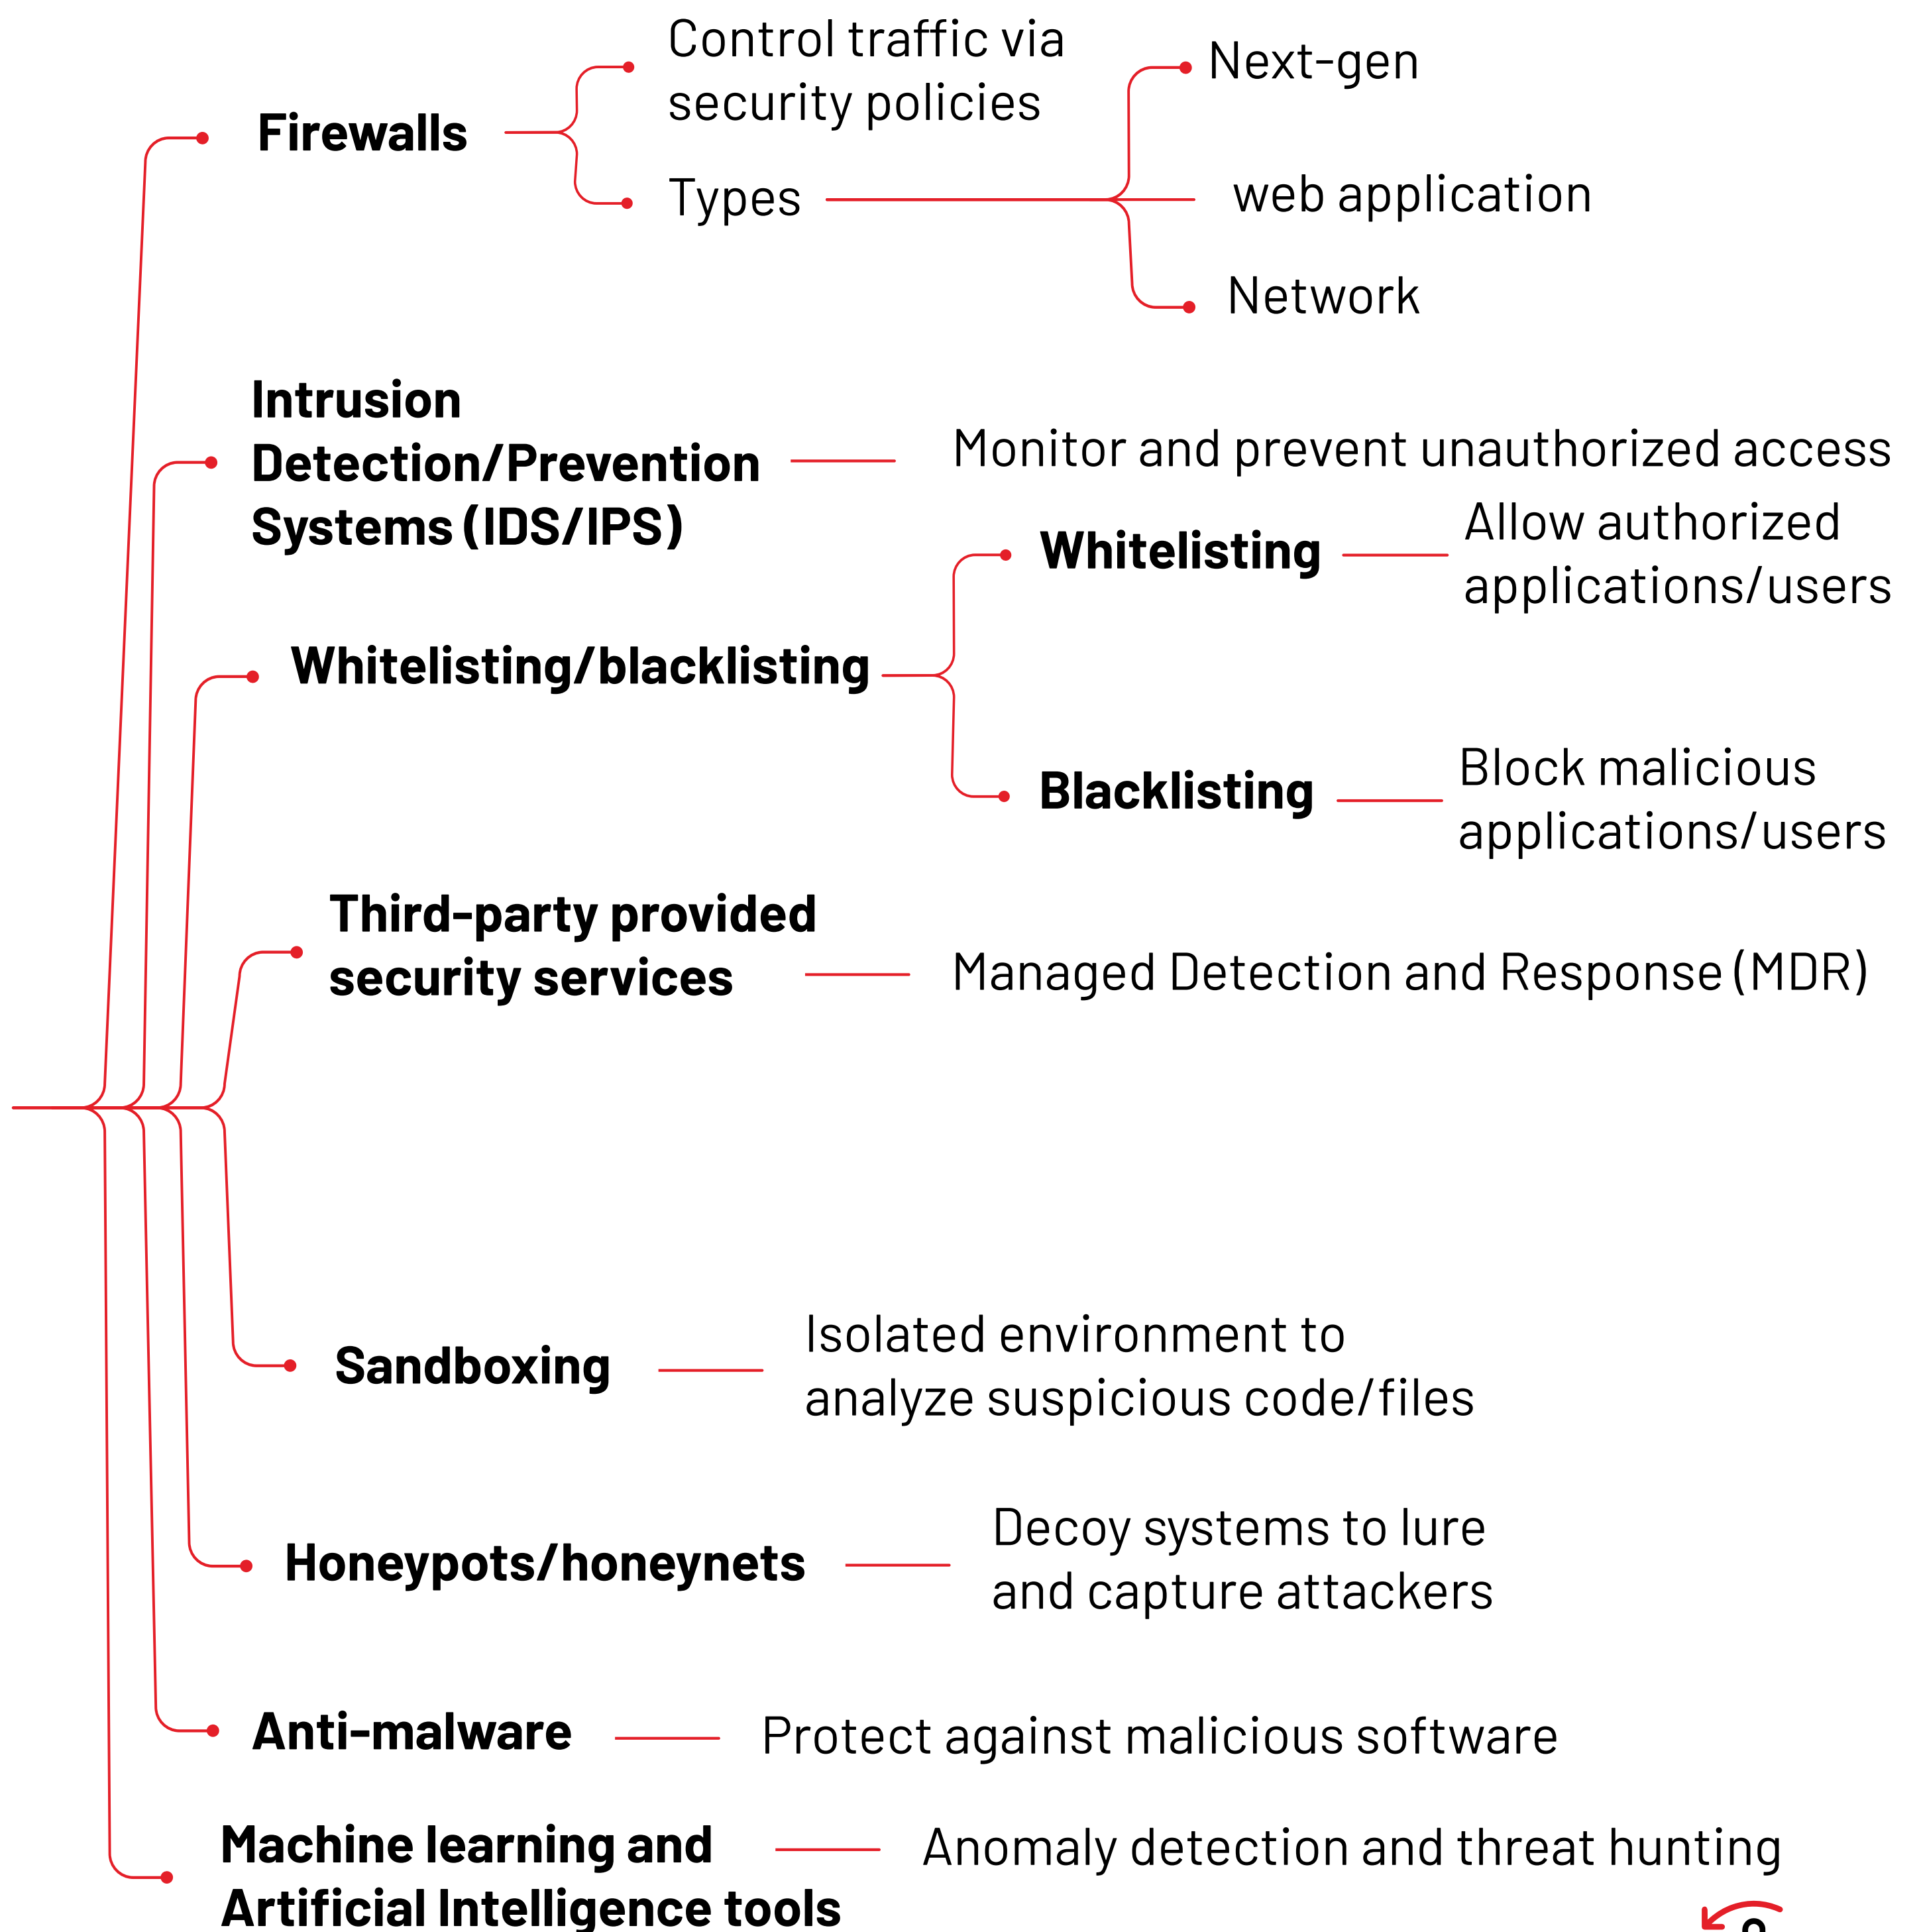 Control traffic via
security policies
Next-gen
Firewalls
Types
web application
Network
Intrusion
Detection/Prevention
Systems (IDS/IPS)
Monitor and prevent unauthorized access
Whitelisting/blacklisting
Whitelisting
Allow authorized
applications/users
Blacklisting
Block malicious
applications/users
Third-party provided
security services
Managed Detection and Response (MDR)
Sandboxing
Isolated environment to
analyze suspicious code/files
Honeypots/honeynets
Decoy systems to lure
and capture attackers
Anti-malware
Protect against malicious software
Machine learning and
Artificial Intelligence tools
Anomaly detection and threat hunting